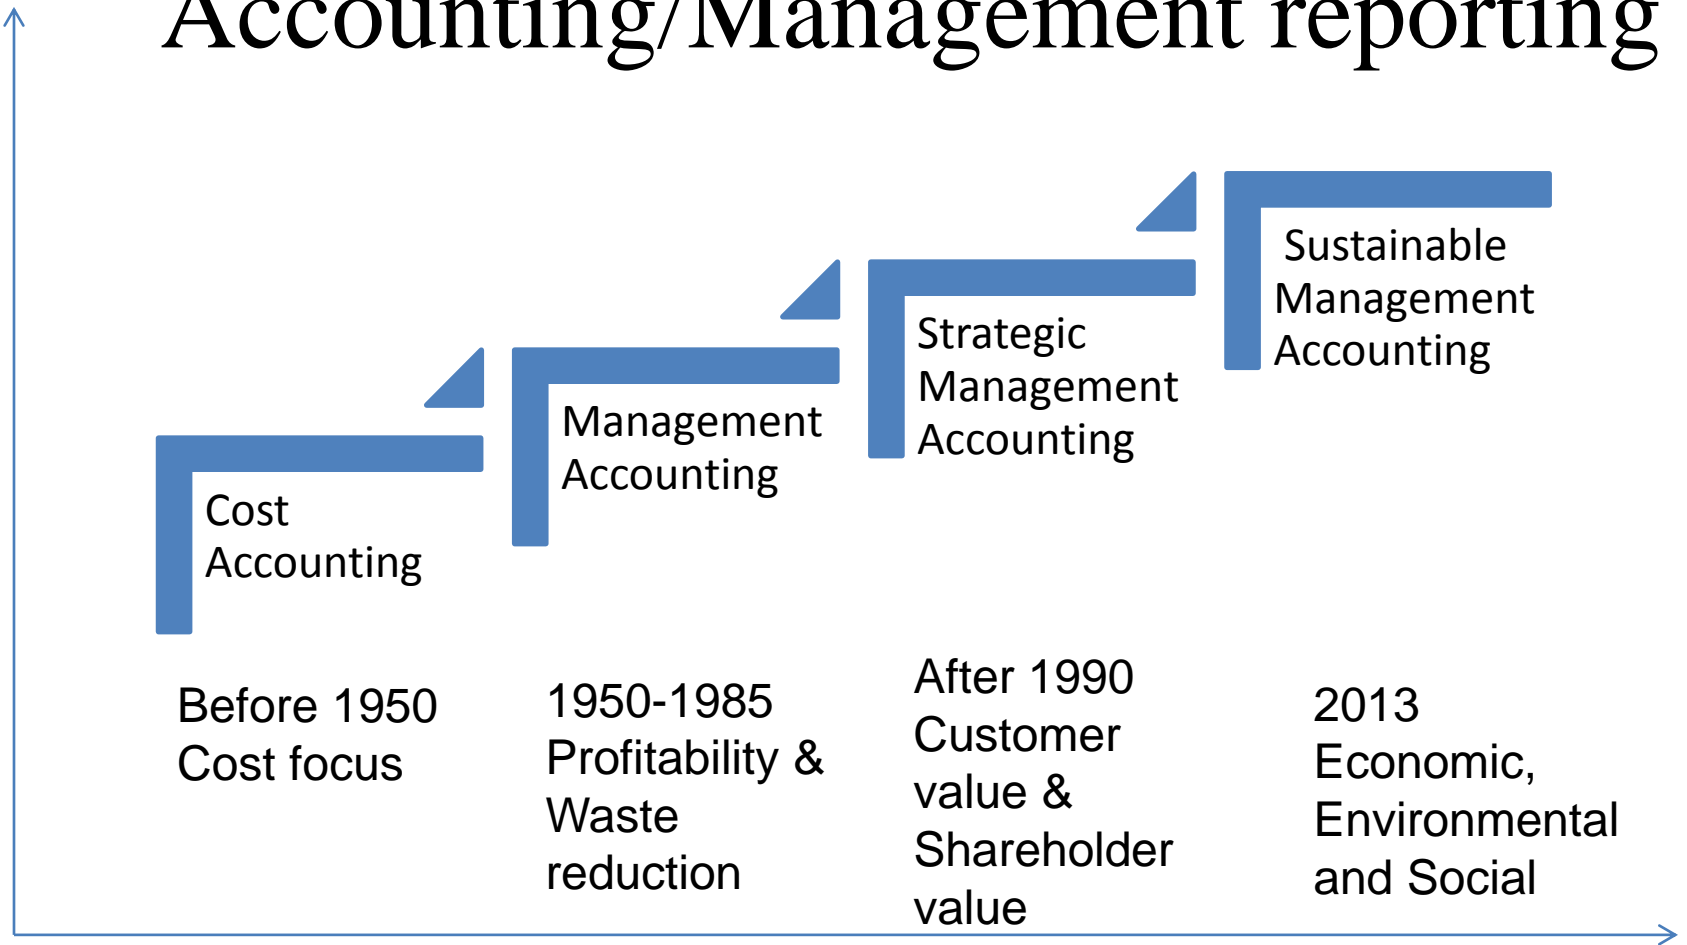 Accounting/Management reporting
Sustainable
Management
Accounting
Strategic
Management
Accounting
Management
Accounting
Cost
Accounting
Before 1950
Cost focus
1950-1985
Profitability &
Waste
reduction
After 1990
Customer
value &
Shareholder
value
2013
Economic,
Environmental
and Social